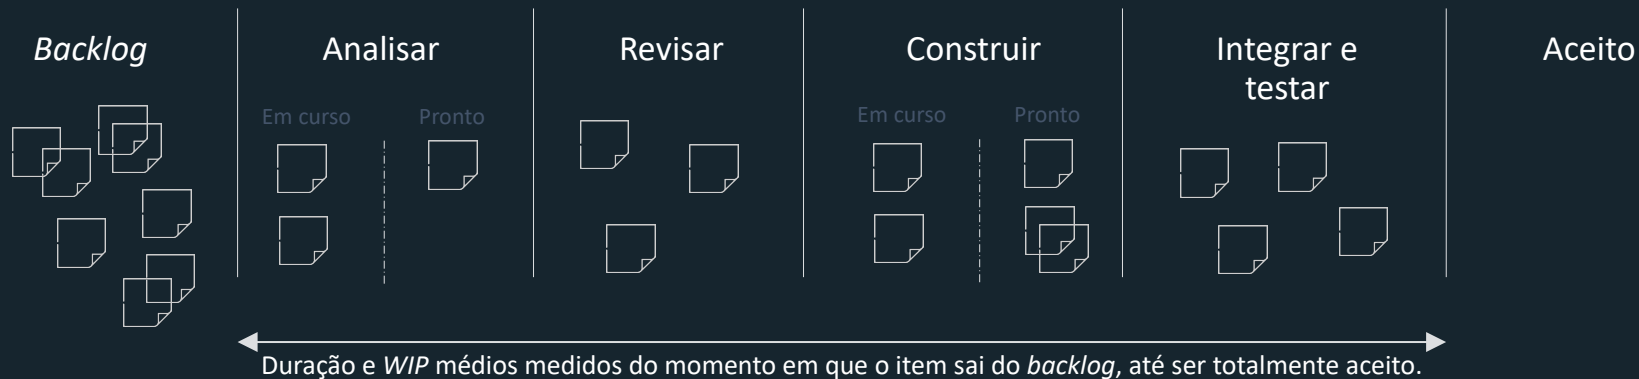 Backlog
Analisar
Revisar
Construir
Integrar e
testar
Aceito
Em curso
Pronto
Em curso
Pronto
Duração e WIP médios medidos do momento em que o item sai do backlog, até ser totalmente aceito.